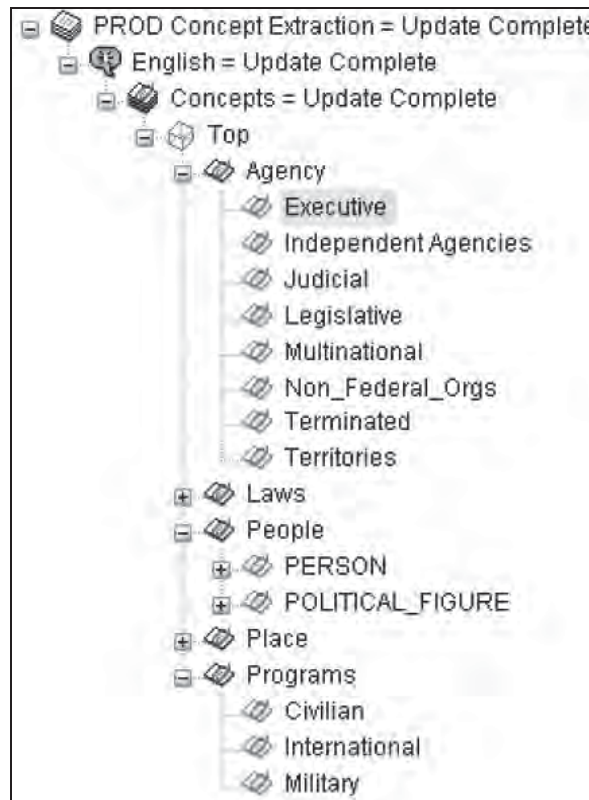 PROD Concept Extraction = Update Complete
English = Update Complete
Concepts = Update Complete
Top
Agency
Executive
Independent Agencies
Judicial
Legislative
Multinational
Non_Federal_Orgs
Terminated
Territories
Laws
People
PERSON
POLITICAL_FIGURE
Place
Programs
Civilian
International
Military